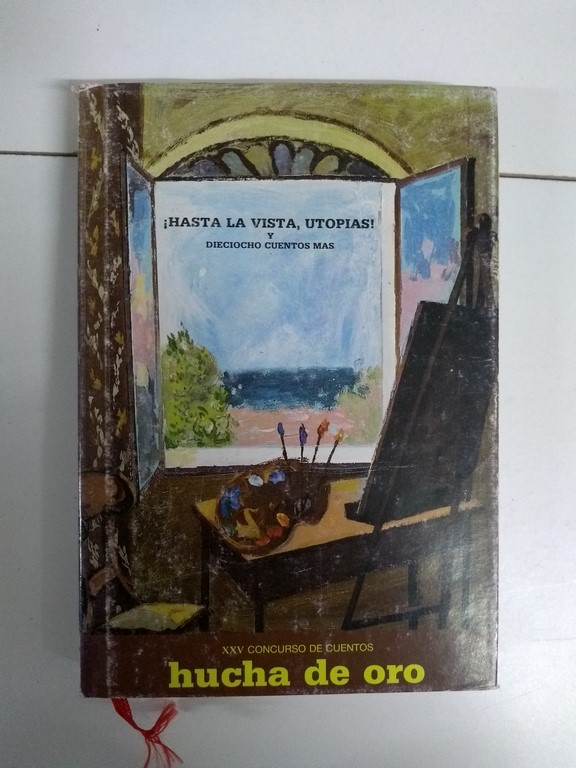 ¡HASTA LA VISTA, UTOPIAS!
Y
DIECIOCHO CUENTOS MAS
XXV CONCURSO DE CUENTOS
hucha de oro